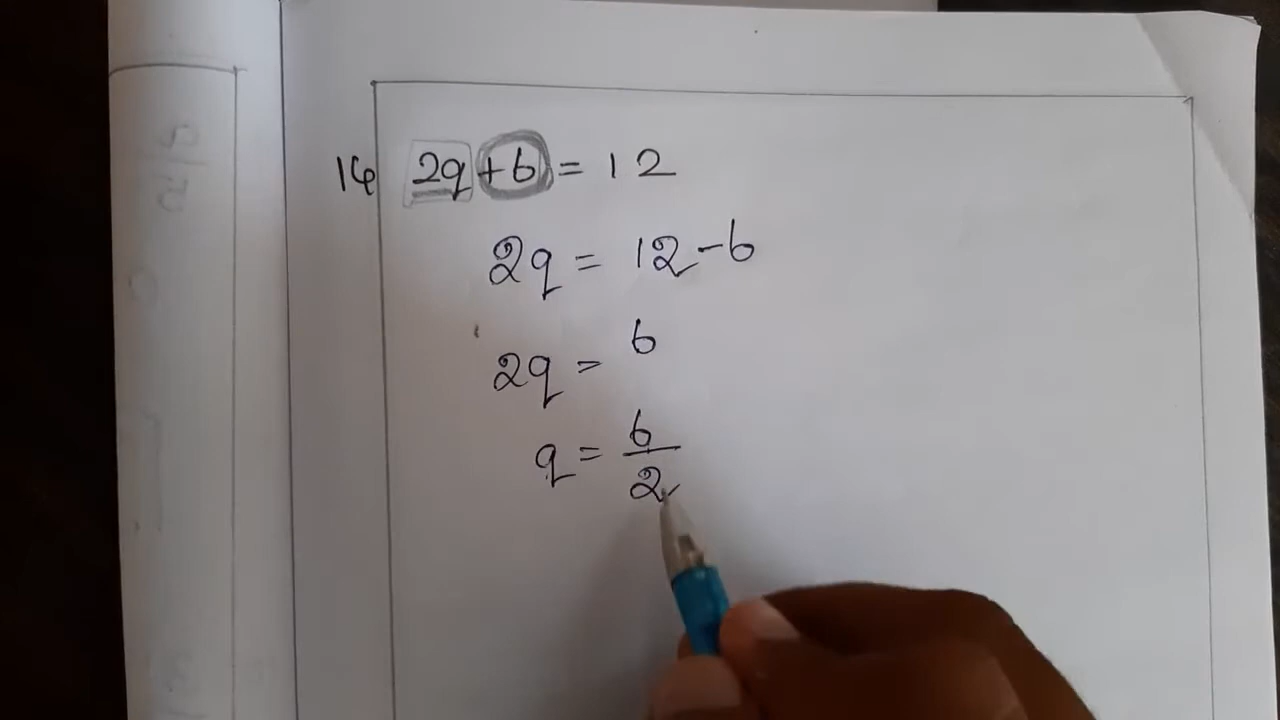 14 2q + 6 = 12
2q = 12 - 6
2q = 6
q = 6/2